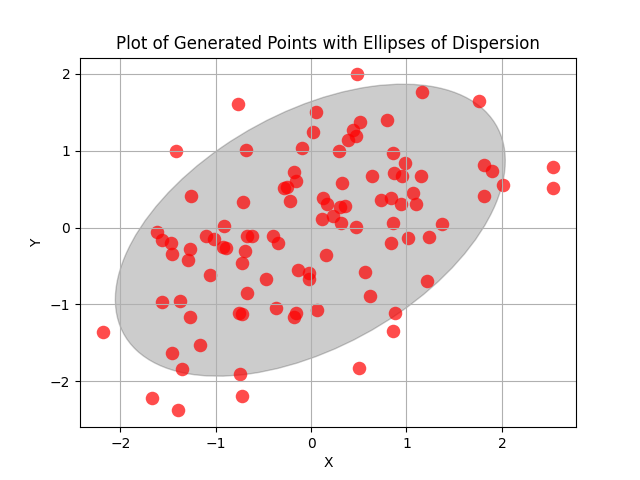 Plot of Generated Points with Ellipses of Dispersion
2
1
0
−1
−2
Y
−2 −1 0 1 2
X